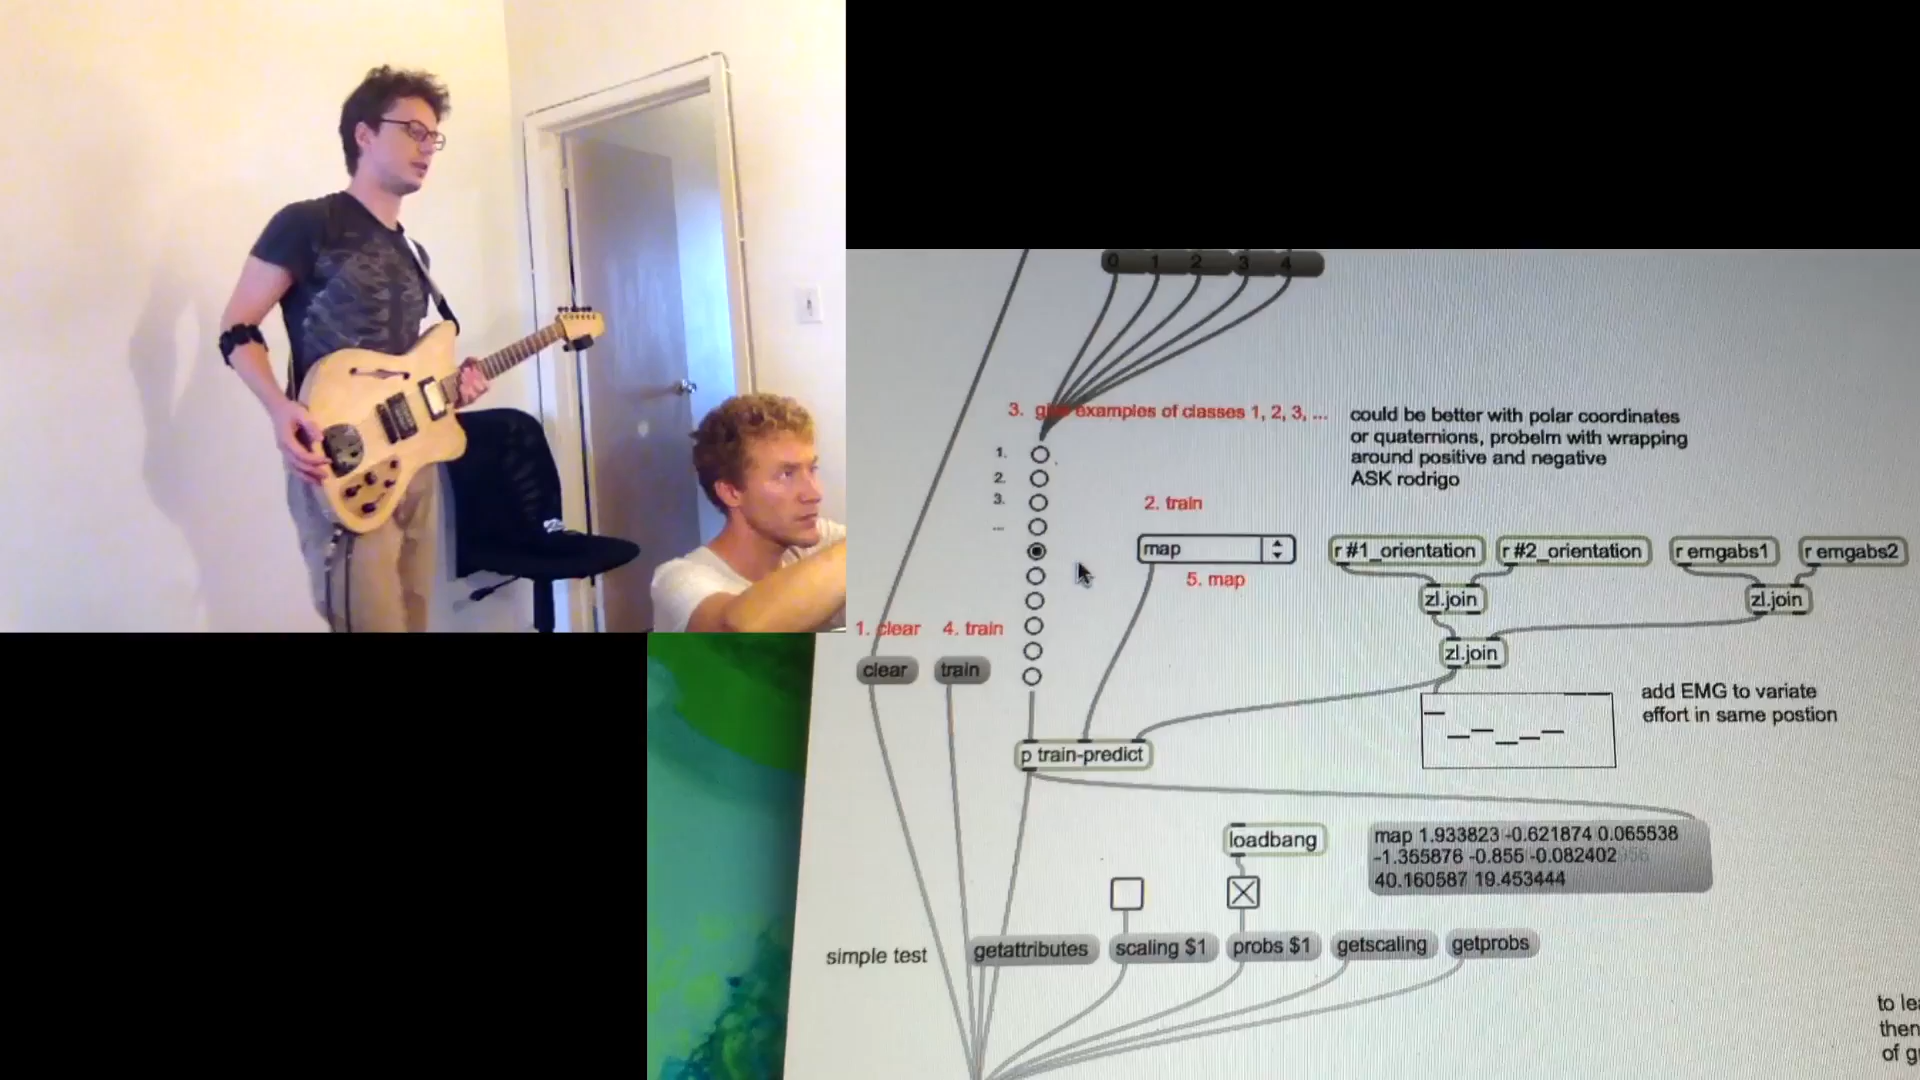 0 1 2 3 4
3. give examples of classes 1, 2, 3, ...
could be better with polar coordinates
or quaternions, probelm with wrapping
around positive and negative
ASK rodrigo
1.
2.
3.
...
2. train
map
5. map
r #1_orientation
r #2_orientation
r emgabs1
r emgabs2
zl.join
zl.join
zl.join
1. clear
4. train
clear
train
add EMG to variate
effort in same postion
p train-predict
loadbang
map 1.933823 -0.621874 0.065538
-1.355876 -0.855 -0.082402
40.160587 19.453444
simple test
getattributes
scaling $1
probs $1
getscaling
getprobs
then
of